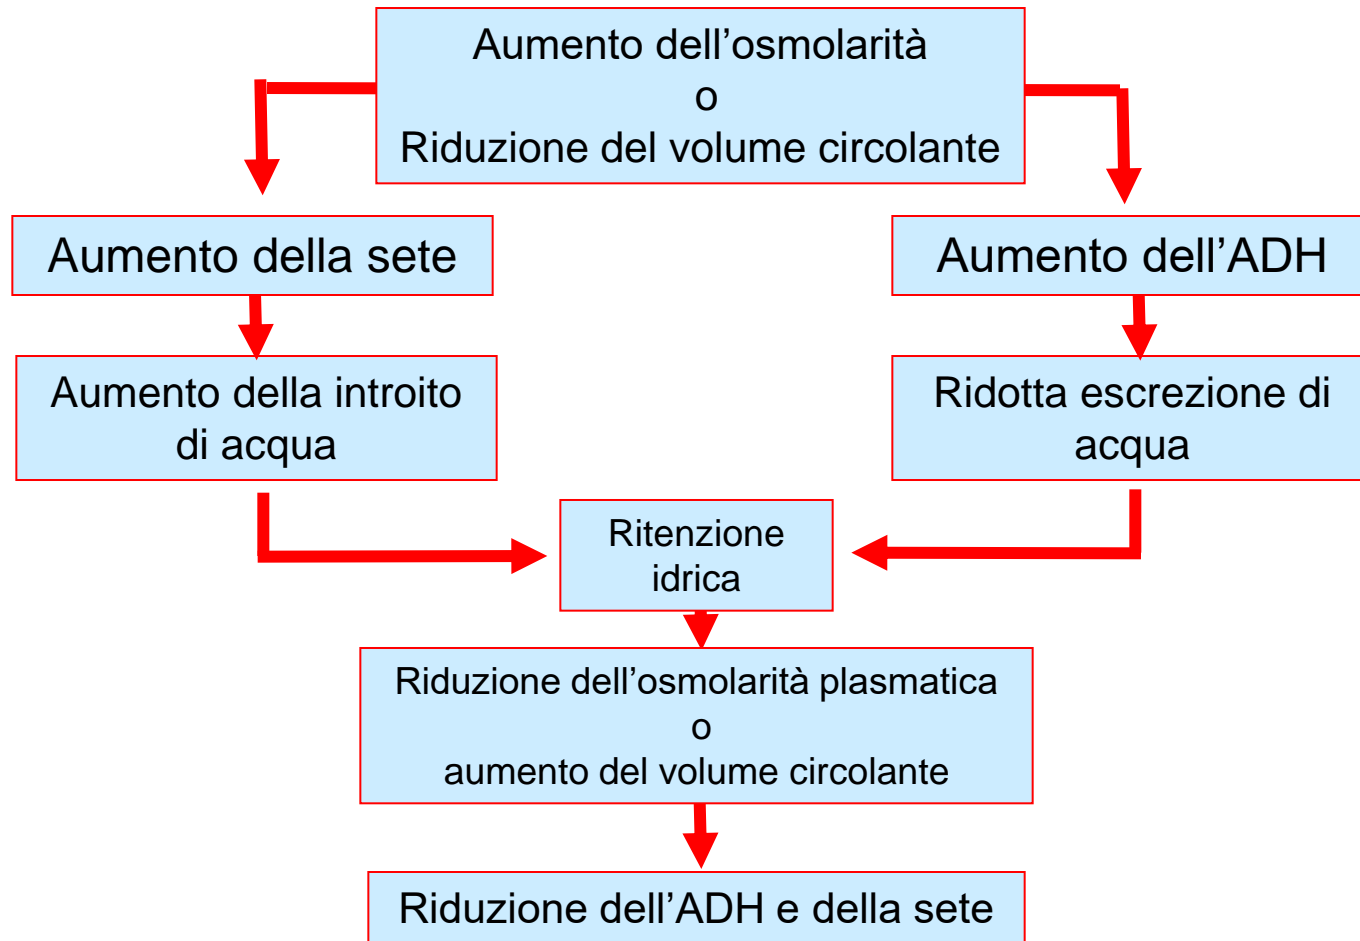 Aumento dell’osmolarità
o
Riduzione del volume circolante
Aumento della sete
Aumento dell’ADH
Aumento della introito
di acqua
Ridotta escrezione di
acqua
Ritenzione
idrica
Riduzione dell’osmolarità plasmatica
o
aumento del volume circolante
Riduzione dell’ADH e della sete